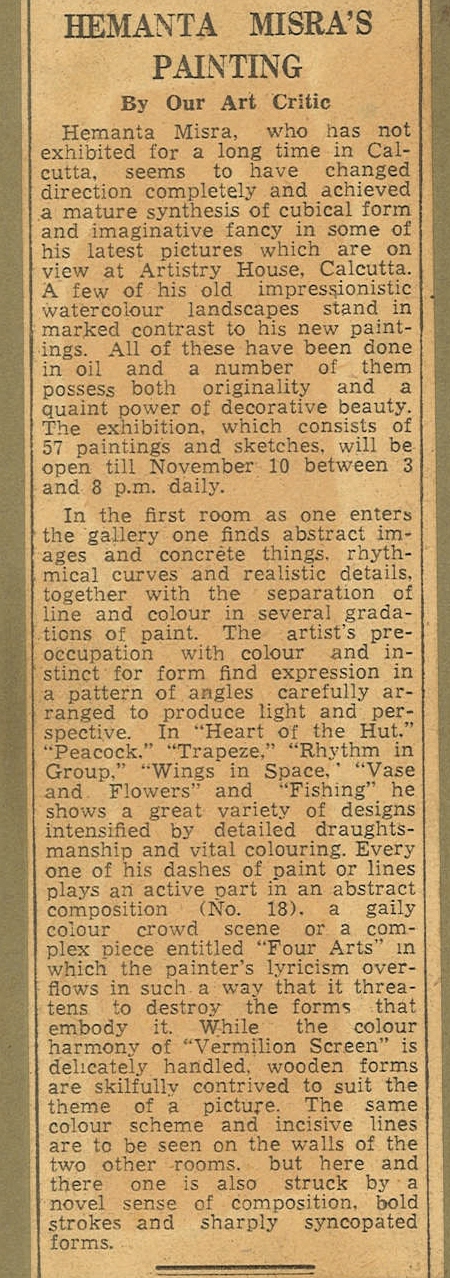 HEMANTA MISRA'S
PAINTING
By Our Art Critic
Hemanta Misra, who has not
exhibited for a long time in Cal-
cutta, seems to have changed
direction completely and achieved
a mature synthesis of cubical form
and imaginative fancy in some of
his latest pictures which are on
view at Artistry House, Calcutta.
A few of his old impressionistic
watercolour landscapes stand in
marked contrast to his new paint-
ings. All of these have been done
in oil and a number of them
possess both originality and a
quaint power of decorative beauty.
The exhibition, which consists of
57 paintings and sketches, will be
open till November 10 between 3
and 8 p.m. daily.
In the first room as one enters
the gallery one finds abstract im-
ages and concrete things, rhyth-
mical curves and realistic details,
together with the separation of
line and colour in several grada-
tions of paint. The artist's pre-
occupation with colour and in-
stinct for form find expression in
a pattern of angles carefully ar-
ranged to produce light and per-
spective. In "Heart of the Hut,"
"Peacock," "Trapeze," "Rhythm in
Group," "Wings in Space,' "Vase
and Flowers" and "Fishing" he
shows a great variety of designs
intensified by detailed draughts-
manship and vital colouring. Every
one of his dashes of paint or lines
plays an active part in an abstract
composition (No. 18), a gaily
colour crowd scene or a com-
plex piece entitled "Four Arts" in
which the painter's lyricism over-
flows in such a way that it threa-
tens to destroy the forms that
embody it. While the colour
harmony of "Vermilion Screen" is
delicately handled, wooden forms
are skilfully contrived to suit the
theme of a picture. The same
colour scheme and incisive lines
are to be seen on the walls of the
two other rooms, but here and
there one is also struck by a
novel sense of composition, bold
strokes and sharply syncopated
forms.